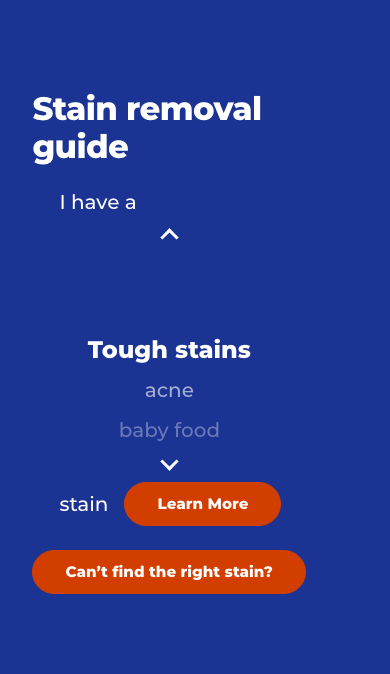 Stain removal
guide
I have a
Tough stains
acne
baby food
stain
Learn More
Can’t find the right stain?